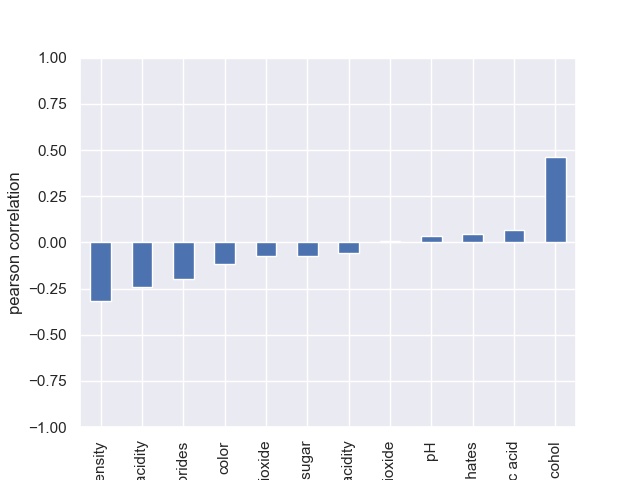 1.00
0.75
0.50
0.25
0.00
−0.25
−0.50
−0.75
−1.00
pearson correlation
ensity
acidity
orides
color
ioxide
sugar
acidity
ioxide
pH
hates
c acid
cohol